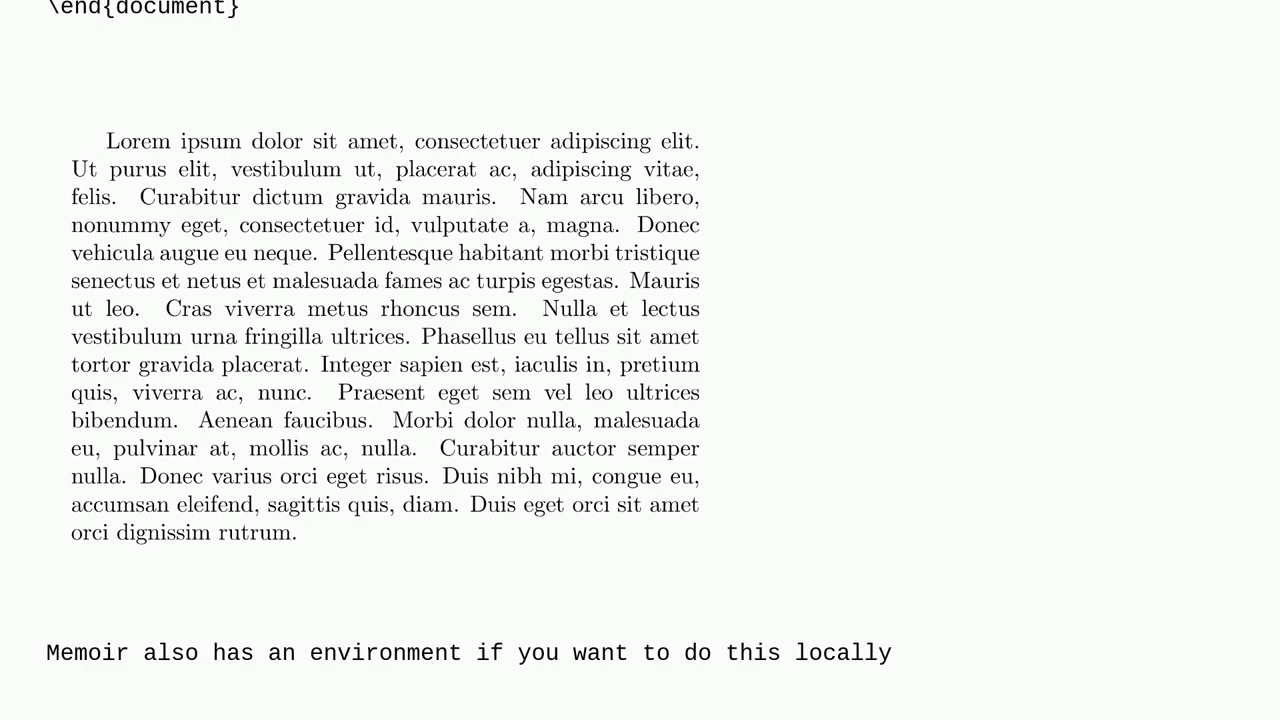 \end{document}
Lorem ipsum dolor sit amet, consectetuer adipiscing elit.
Ut purus elit, vestibulum ut, placerat ac, adipiscing vitae,
felis. Curabitur dictum gravida mauris. Nam arcu libero,
nonummy eget, consectetuer id, vulputate a, magna. Donec
vehicula augue eu neque. Pellentesque habitant morbi tristique
senectus et netus et malesuada fames ac turpis egestas. Mauris
ut leo. Cras viverra metus rhoncus sem. Nulla et lectus
vestibulum urna fringilla ultrices. Phasellus eu tellus sit amet
tortor gravida placerat. Integer sapien est, iaculis in, pretium
quis, viverra ac, nunc. Praesent eget sem vel leo ultrices
bibendum. Aenean faucibus. Morbi dolor nulla, malesuada
eu, pulvinar at, mollis ac, nulla. Curabitur auctor semper
nulla. Donec varius orci eget risus. Duis nibh mi, congue eu,
accumsan eleifend, sagittis quis, diam. Duis eget orci sit amet
orci dignissim rutrum.
Memoir also has an environment if you want to do this locally